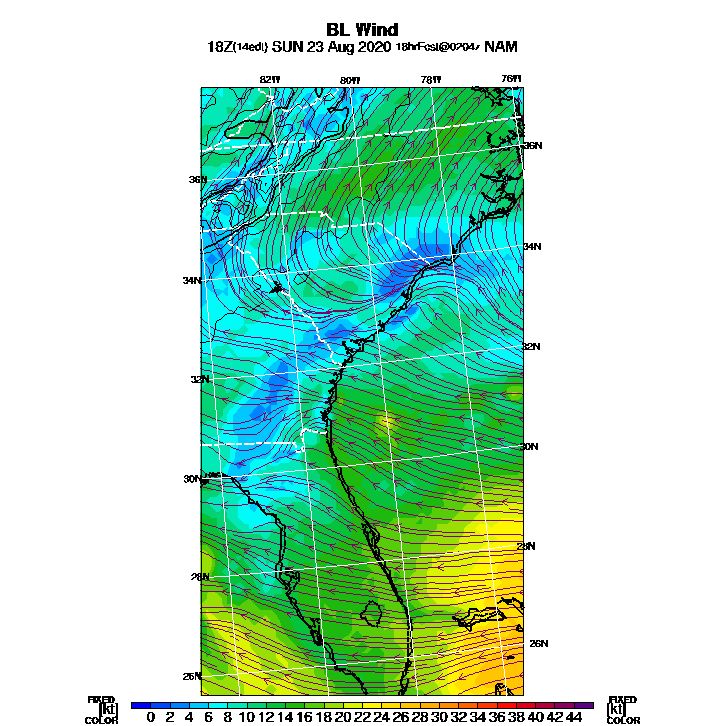 BL Wind
18Z(14edt) SUN 23 Aug 2020 18hrFcst@0204z NAM
82W 80W 78W 76W
36N 36N
34N 34N
32N 32N
30N 30N
28N 28N
26N 26N
FIXED FIXED
[kt] 0 2 4 6 8 10 12 14 16 18 20 22 24 26 28 30 32 34 36 38 40 42 44 [kt]
COLOR COLOR